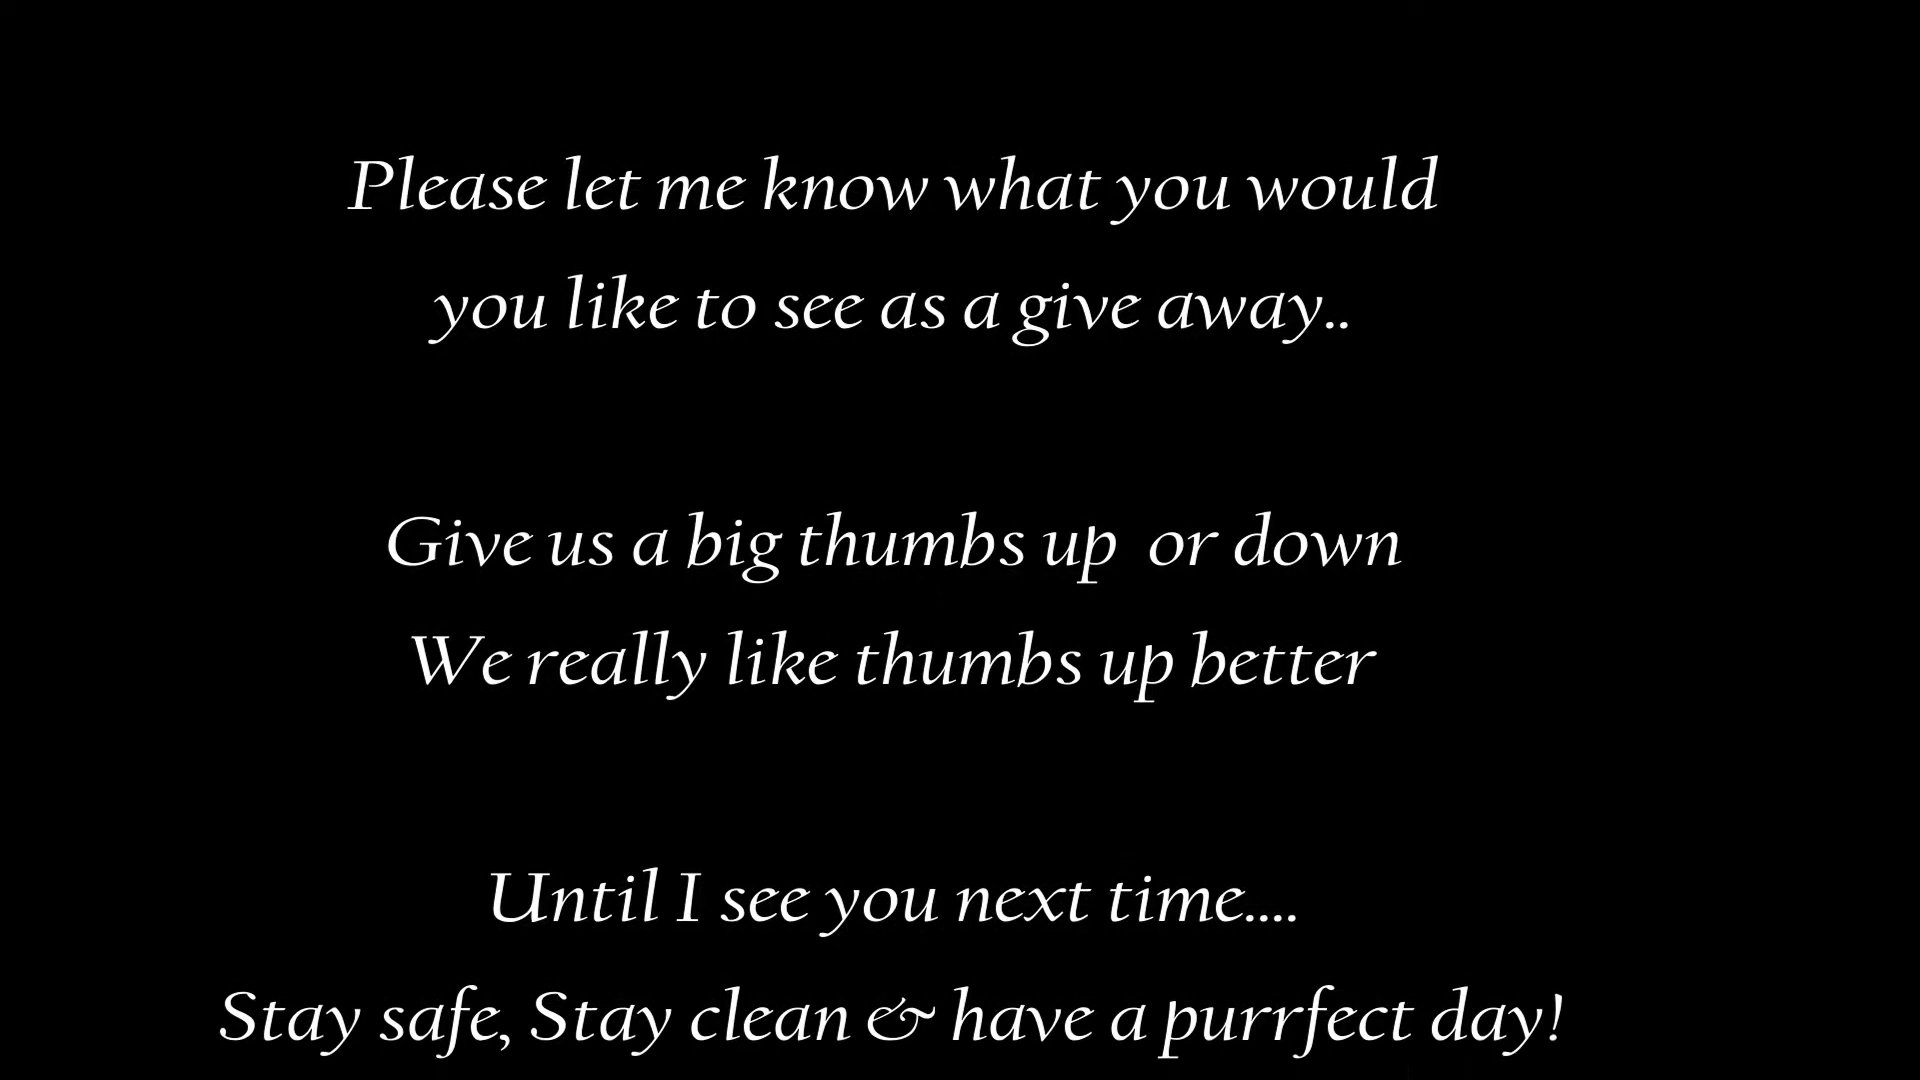 Please let me know what you would
you like to see as a give away..
Give us a big thumbs up  or down
We really like thumbs up better
Until I see you next time....
Stay safe, Stay clean & have a purrfect day!